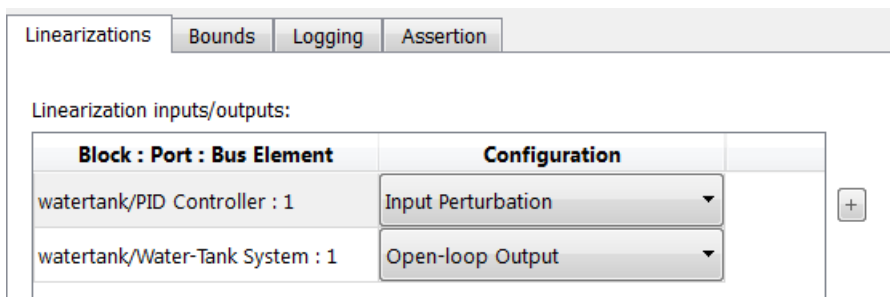 Linearizations Bounds Logging Assertion
Linearization inputs/outputs:
Block : Port : Bus Element Configuration
watertank/PID Controller : 1 Input Perturbation +
watertank/Water-Tank System : 1 Open-loop Output